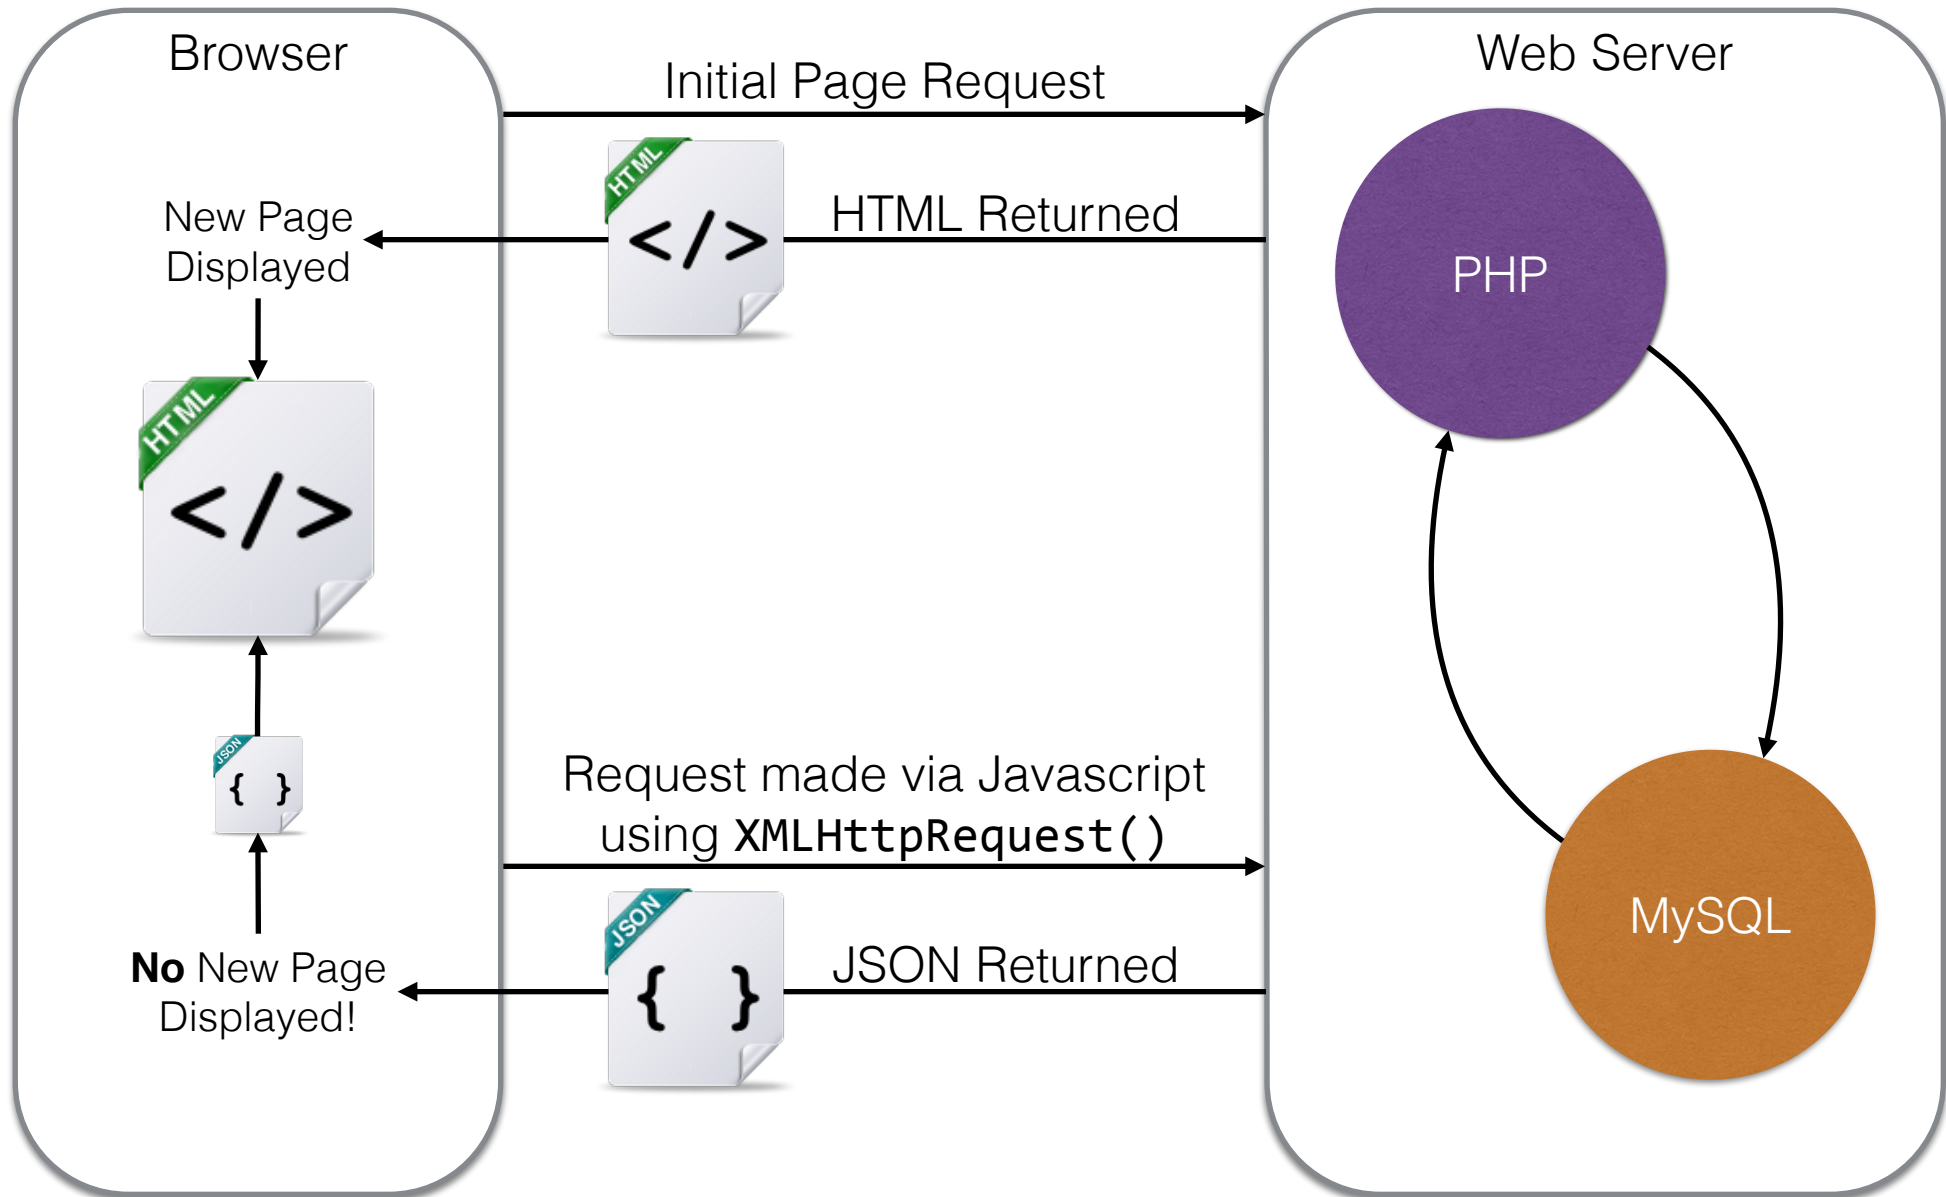 Browser
Web Server
Initial Page Request
HTML
</>
HTML Returned
New Page
Displayed
PHP
HTML
</>
JSON
{ }
Request made via Javascript
using XMLHttpRequest()
JSON
{ }
JSON Returned
No New Page
Displayed!
MySQL